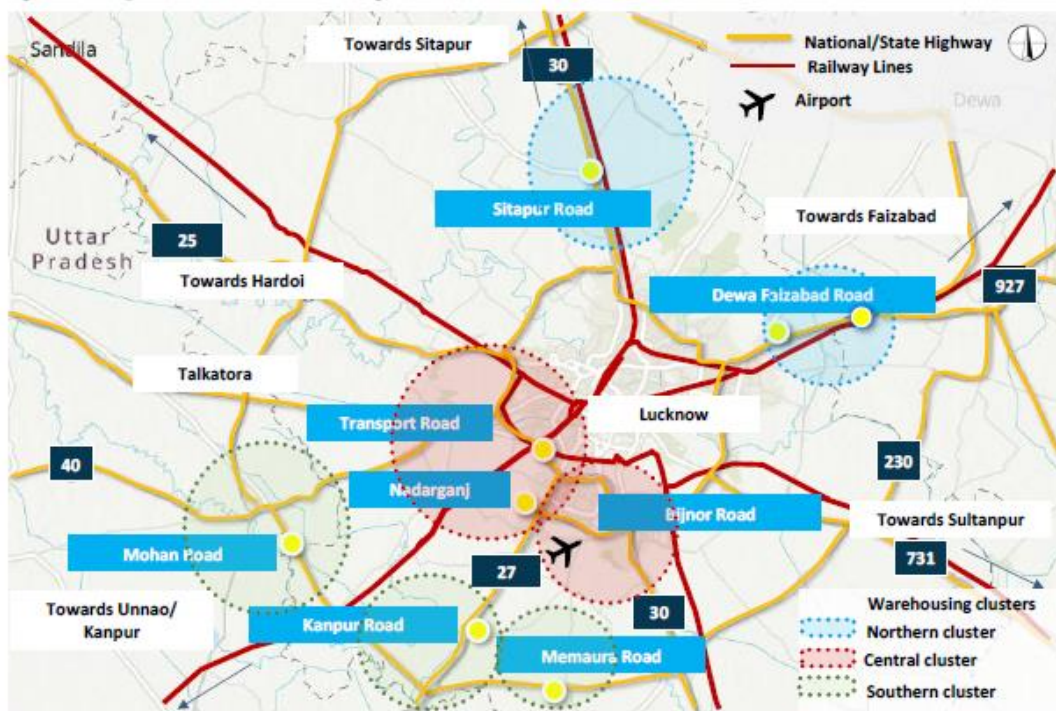 Sandila
Towards Sitapur
30
National/State Highway
Railway Lines
Airport
Dewa
Sitapur Road
Uttar
Pradesh
25
Towards Hardoi
Towards Faizabad
Dewa Faizabad Road
927
Talkatora
Transport Road
Lucknow
40
Nadarganj
230
Bijnor Road
Towards Sultanpur
Mohan Road
731
27
Towards Unnao/
Kanpur
Kanpur Road
30
Memaura Road
Warehousing clusters
Northern cluster
Central cluster
Southern cluster